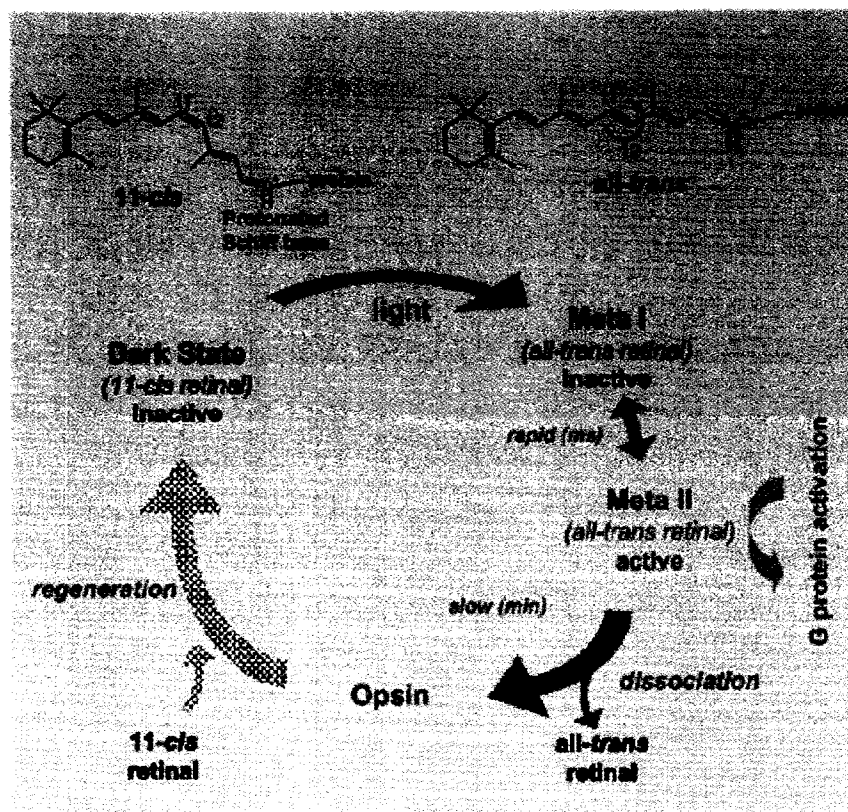 11-cis
Protonated
Schiff base
all-trans
light
Dark State
(11-cis retinal)
inactive
Meta I
(all-trans retinal)
inactive
rapid (ms)
Meta II
(all-trans retinal)
active
G protein activation
regeneration
slow (min)
Opsin
dissociation
11-cis
retinal
all-trans
retinal